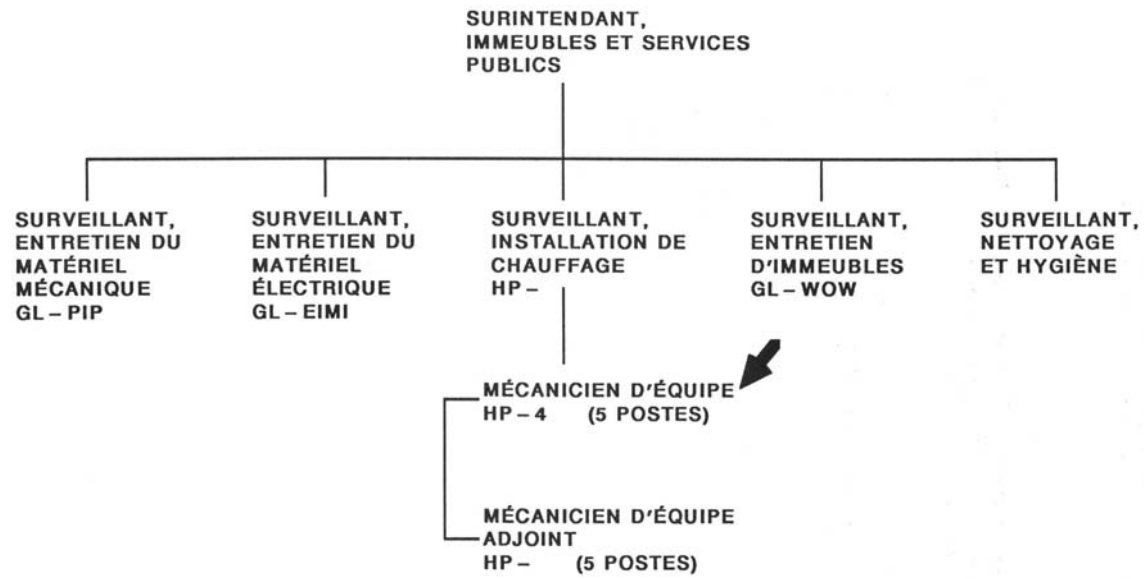 SURINTENDANT,
IMMEUBLES ET SERVICES
PUBLICS
SURVEILLANT,
ENTRETIEN DU
MATÉRIEL
MÉCANIQUE
GL – PIP
SURVEILLANT,
ENTRETIEN DU
MATÉRIEL
ÉLECTRIQUE
GL – EIMI
SURVEILLANT,
INSTALLATION DE
CHAUFFAGE
HP –
SURVEILLANT,
ENTRETIEN
D'IMMEUBLES
GL – WOW
SURVEILLANT,
NETTOYAGE
ET HYGIÈNE
MÉCANICIEN D'ÉQUIPE
HP – 4 (5 POSTES)
MÉCANICIEN D'ÉQUIPE
ADJOINT
HP – (5 POSTES)